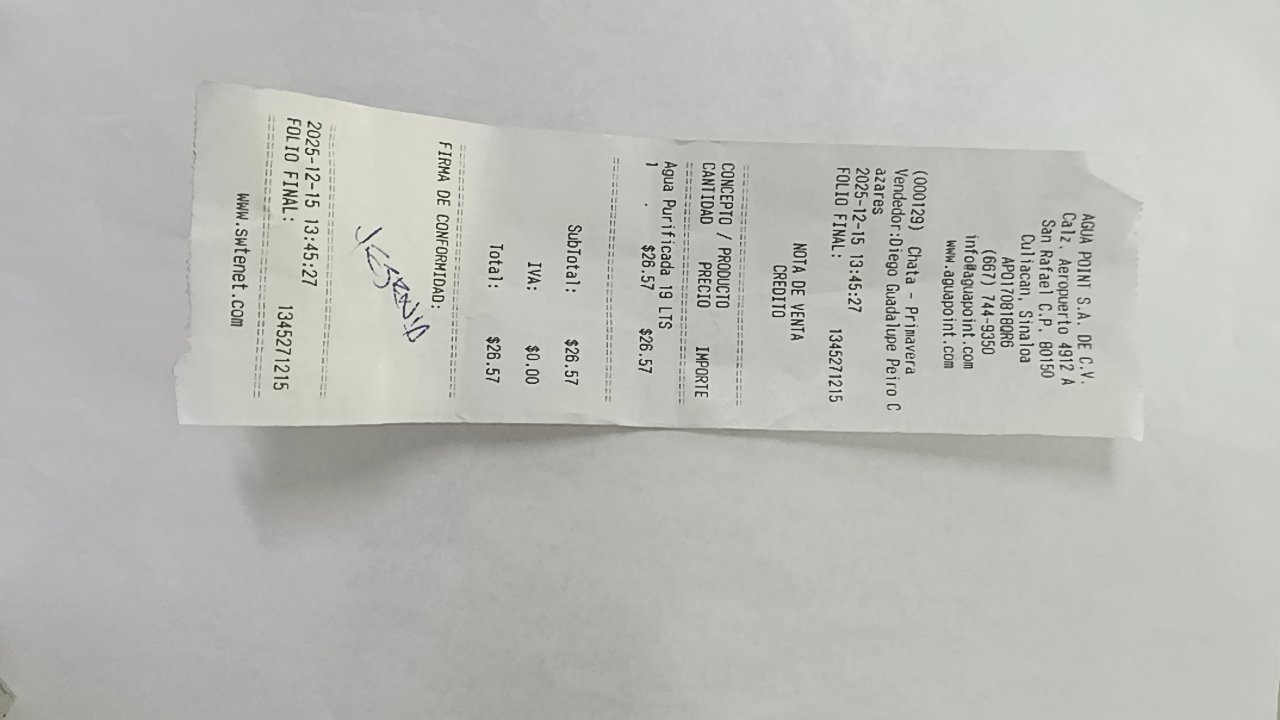 AGUA POINT S.A. DE C.V.
Calz. Aeropuerto 4912 A
San Rafael C.P. 80150
Culiacan, Sinaloa
APO170818QR6
(667) 744-9350
info@aguapoint.com
www.aguapoint.com
(000129) Chata - Primavera
Vendedor:Diego Guadalupe Peiro C
azares
2025-12-15 13:45:27
FOLIO FINAL: 1345271215
NOTA DE VENTA
CREDITO
CONCEPTO / PRODUCTO
CANTIDAD PRECIO IMPORTE
Agua Purificada 19 LTS
1 . $26.57 $26.57
SubTotal: $26.57
IVA: $0.00
Total: $26.57
FIRMA DE CONFORMIDAD:
YESENIA
2025-12-15 13:45:27
FOLIO FINAL: 1345271215
www.swtenet.com